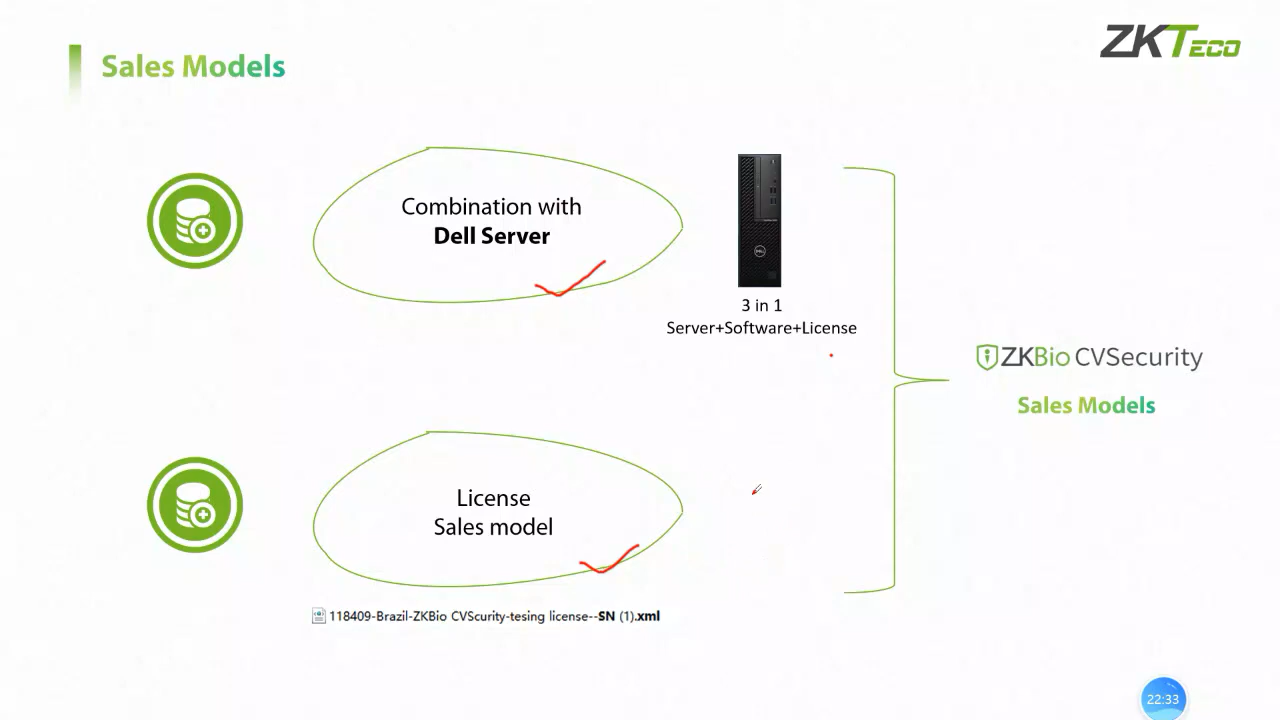 Sales Models
ZKTECO
Combination with
Dell Server
3 in 1
Server+Software+License
ZKBio CVSecurity
Sales Models
License
Sales model
118409-Brazil-ZKBio CVScurity-tesing license--SN (1).xml
22:33